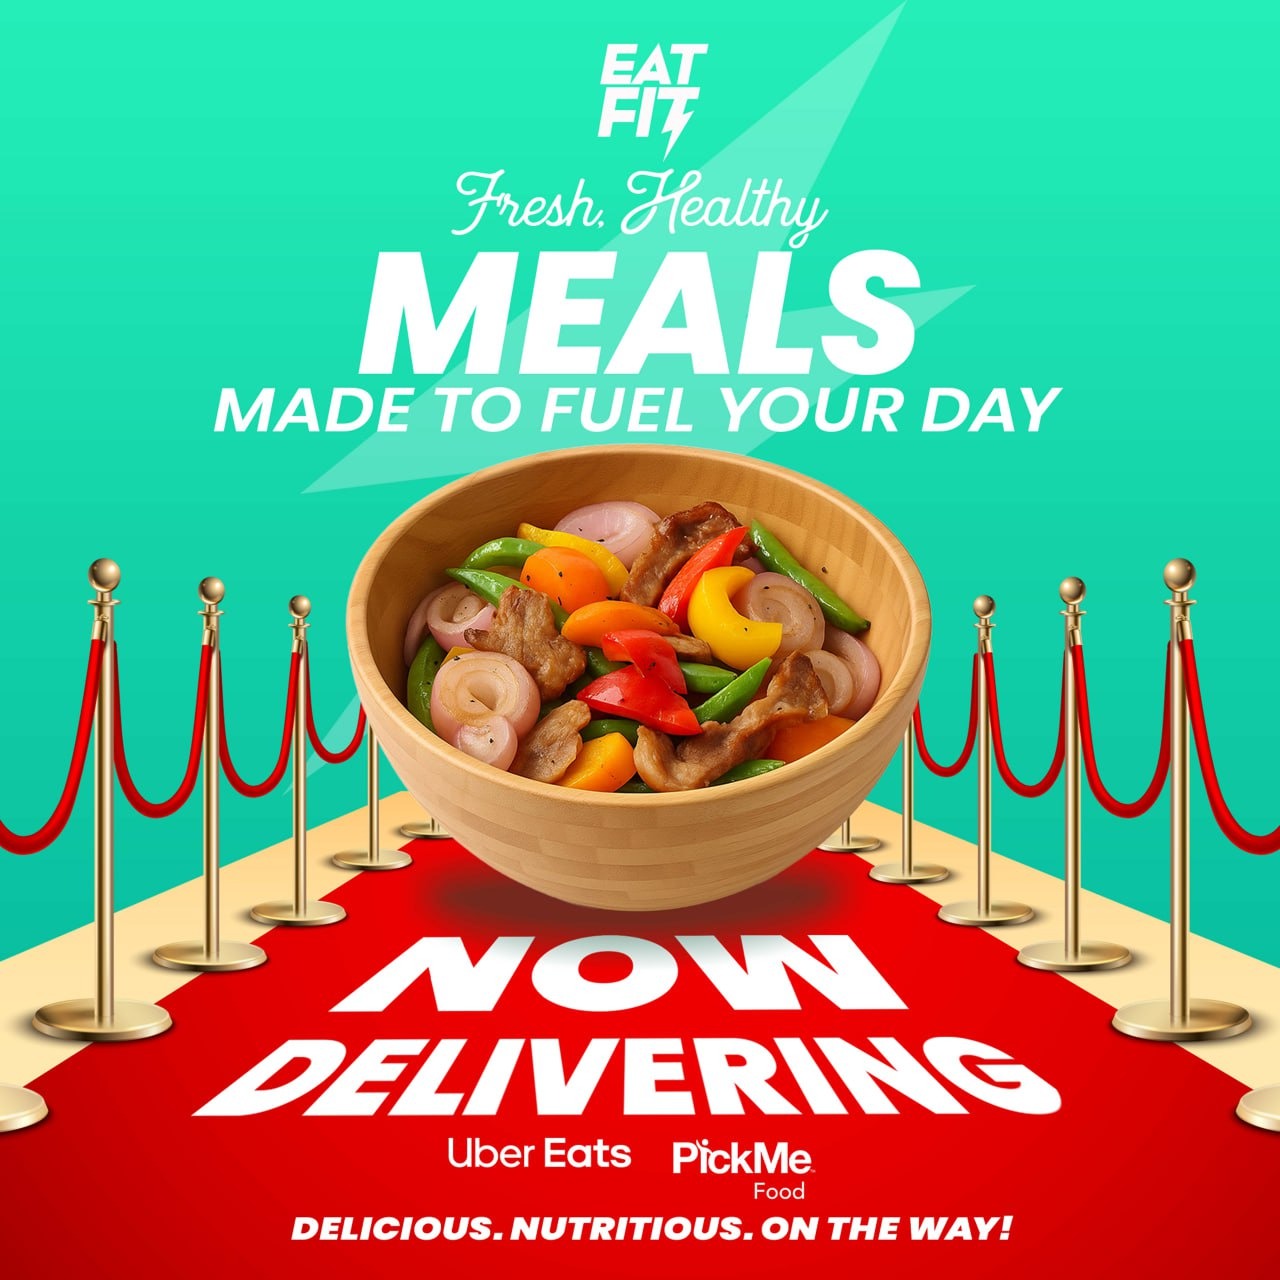 EAT
FIT
Fresh, Healthy
MEALS
MADE TO FUEL YOUR DAY
NOW
DELIVERING
Uber Eats PickMe
Food
DELICIOUS. NUTRITIOUS. ON THE WAY!